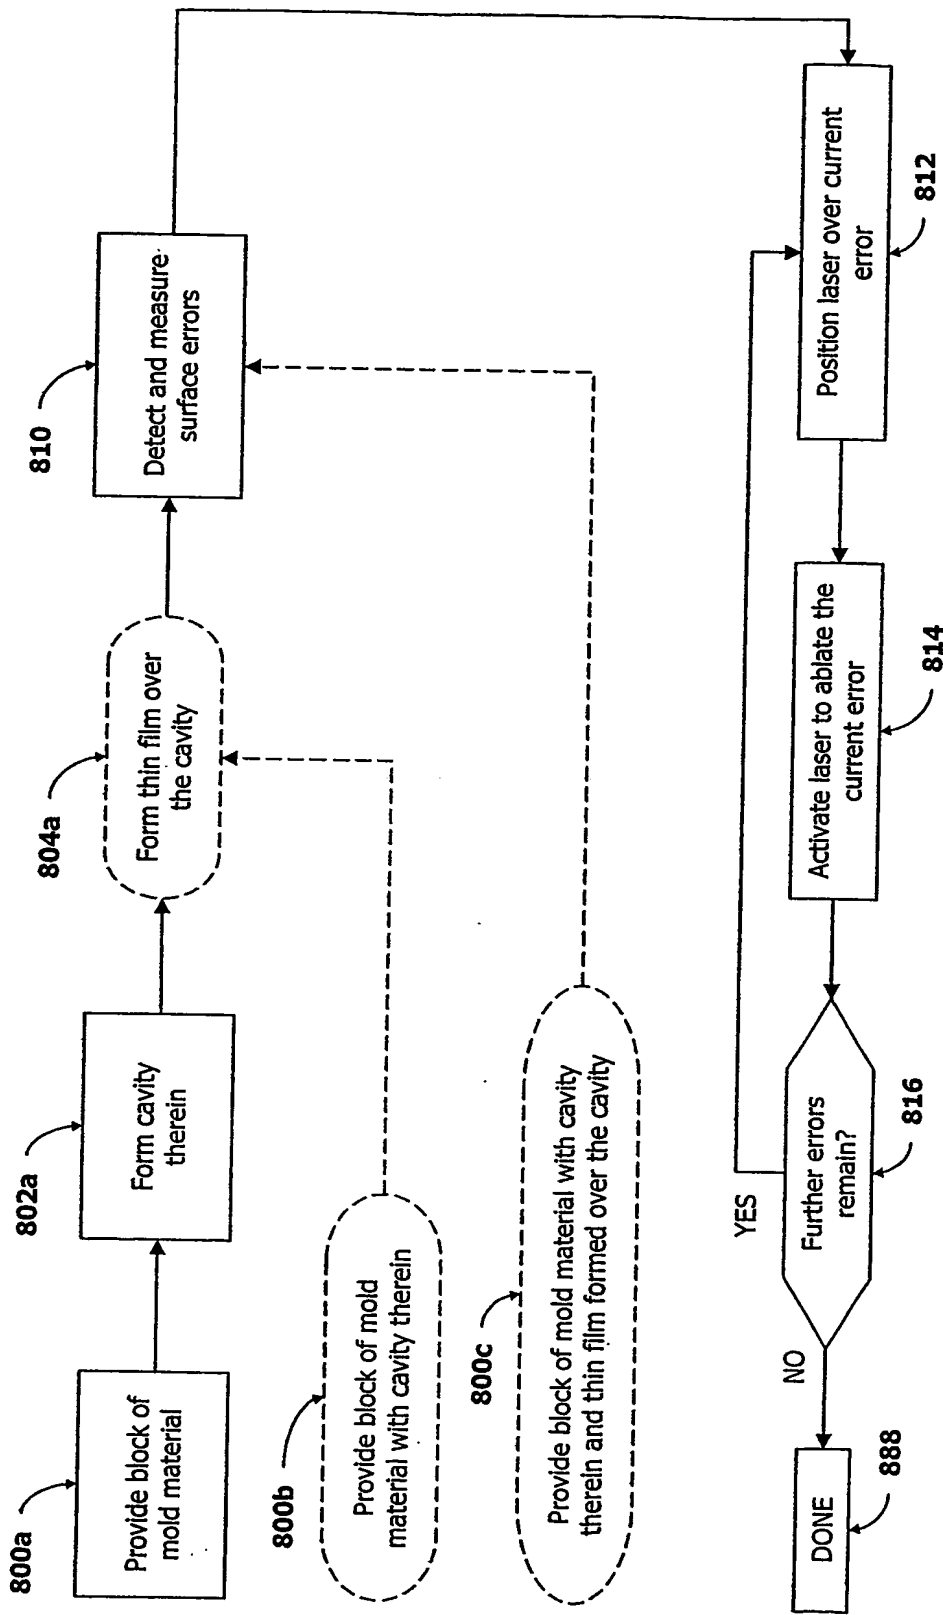 800a
Provide block of
mold material
802a
Form cavity
therein
804a
Form thin film over
the cavity
810
Detect and measure
surface errors
800b
Provide block of mold
material with cavity therein
800c
Provide block of mold material with cavity
therein and thin film formed over the cavity
Position laser over current
error
812
Activate laser to ablate the
current error
814
Further errors
remain?
816
YES
NO
DONE
888